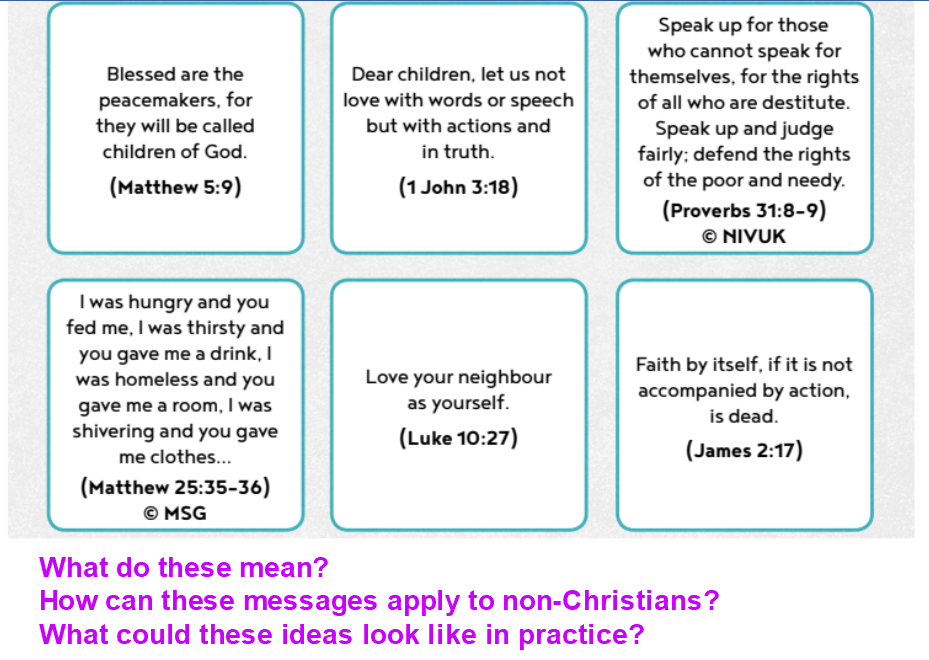 Blessed are the
peacemakers, for
they will be called
children of God.
(Matthew 5:9)
Dear children, let us not
love with words or speech
but with actions and
in truth.
(1 John 3:18)
Speak up for those
who cannot speak for
themselves, for the rights
of all who are destitute.
Speak up and judge
fairly; defend the rights
of the poor and needy.
(Proverbs 31:8-9)
© NIVUK
I was hungry and you
fed me, I was thirsty and
you gave me a drink, I
was homeless and you
gave me a room, I was
shivering and you gave
me clothes...
(Matthew 25:35-36)
© MSG
Love your neighbour
as yourself.
(Luke 10:27)
Faith by itself, if it is not
accompanied by action,
is dead.
(James 2:17)
What do these mean?
How can these messages apply to non-Christians?
What could these ideas look like in practice?